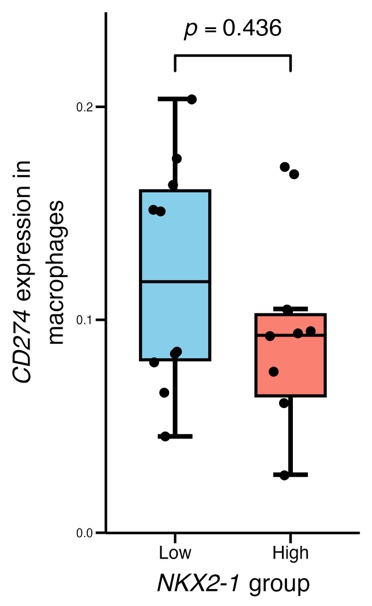 p = 0.436
CD274 expression in
macrophages
0.2
0.1
0.0
Low
High
NKX2-1 group